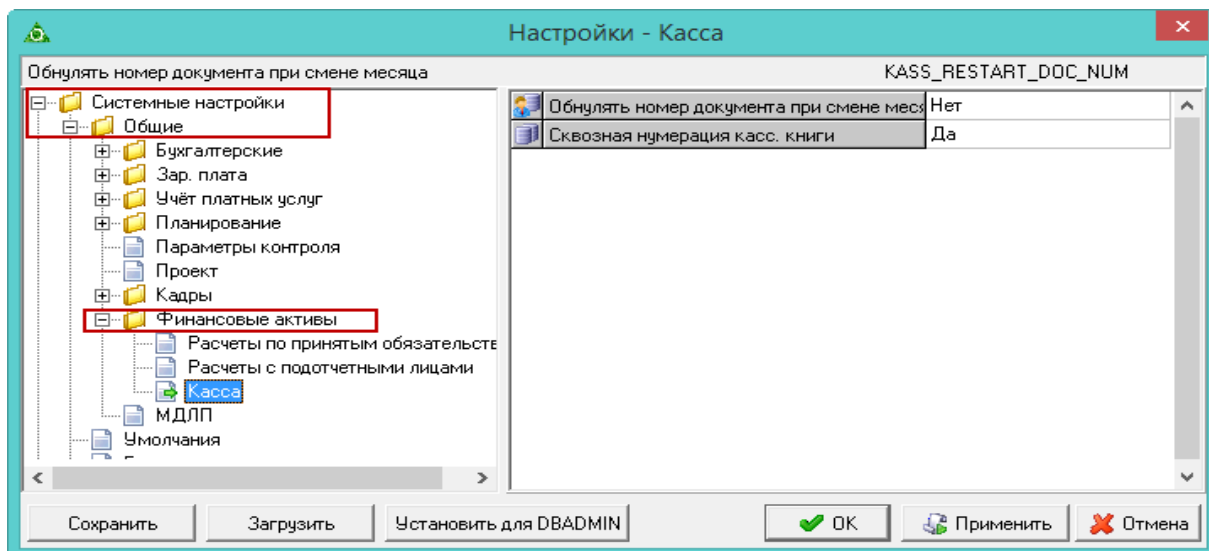 Настройки - Касса
Обнулять номер документа при смене месяца KASS_RESTART_DOC_NUM
Системные настройки
Общие
Бухгалтерские
Зар. плата
Учёт платных услуг
Планирование
Параметры контроля
Проект
Кадры
Финансовые активы
Расчеты по принятым обязательств
Расчеты с подотчетными лицами
Касса
МДЛП
Умолчания
Обнулять номер документа при смене меся Нет
Сквозная нумерация касс. книги Да
Сохранить Загрузить Установить для DBADMIN OK Применить Отмена